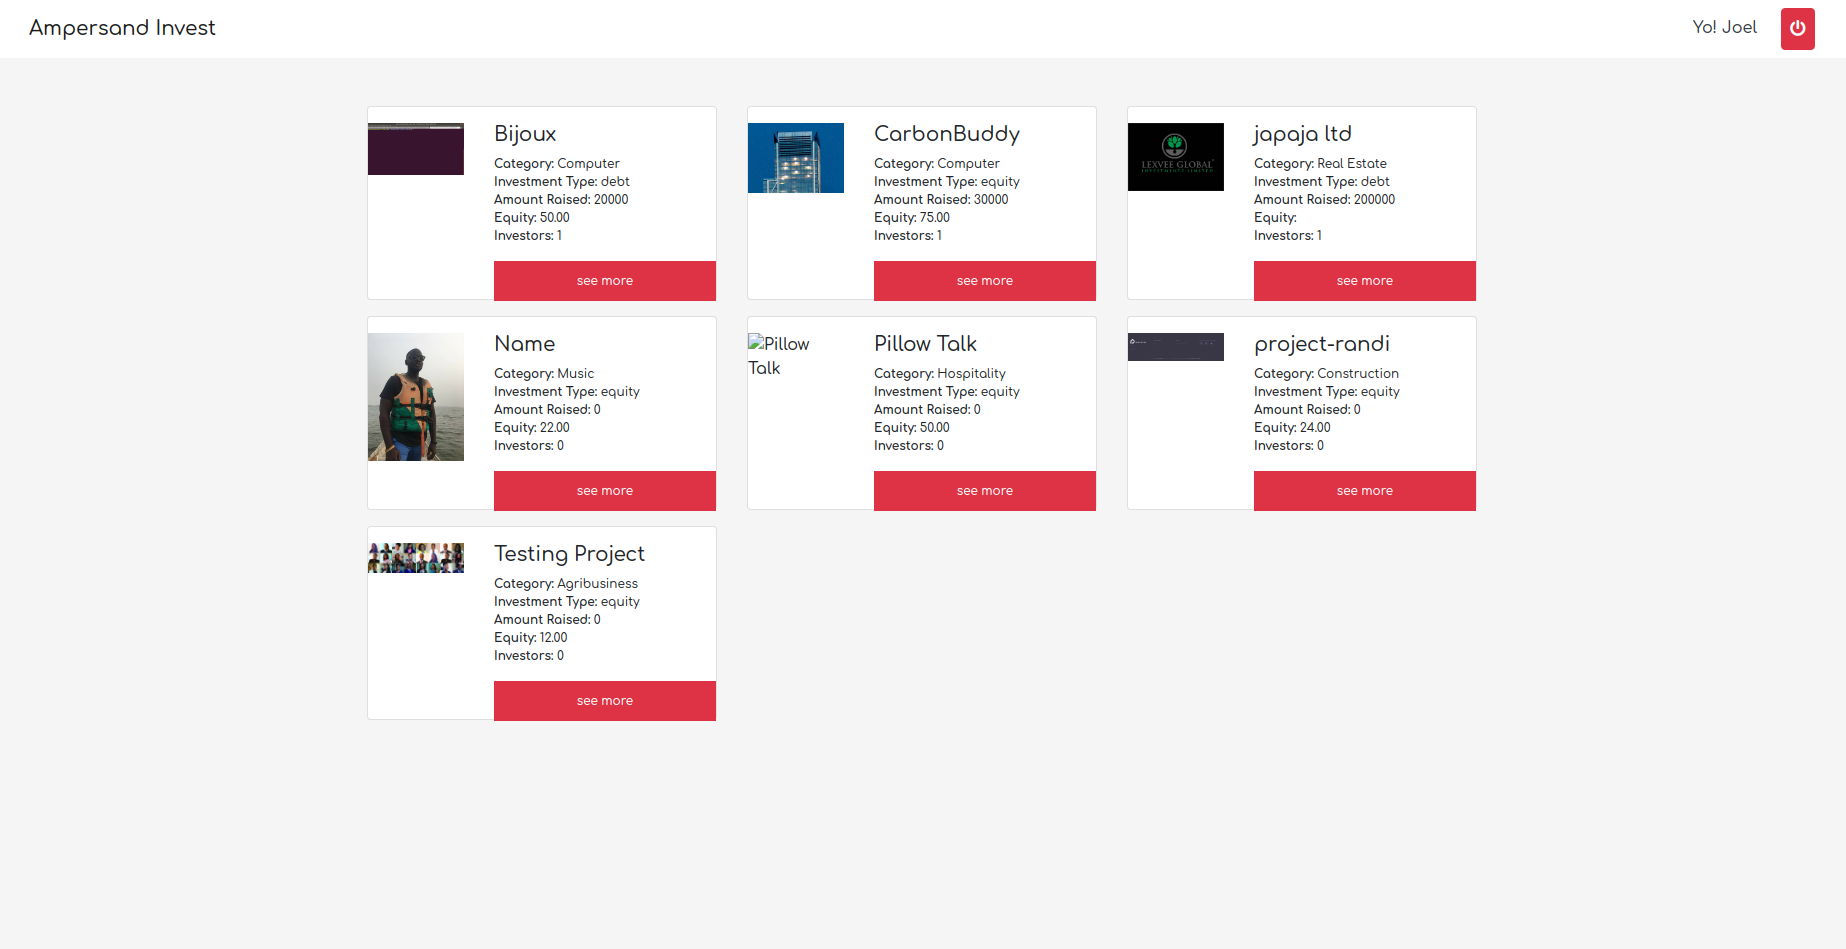 Ampersand Invest
Yo! Joel
Bijoux
Category: Computer
Investment Type: debt
Amount Raised: 20000
Equity: 50.00
Investors: 1
see more
CarbonBuddy
Category: Computer
Investment Type: equity
Amount Raised: 30000
Equity: 75.00
Investors: 1
see more
LEXVEE GLOBAL
INVESTMENTS LIMITED
japaja ltd
Category: Real Estate
Investment Type: debt
Amount Raised: 200000
Equity:
Investors: 1
see more
Name
Category: Music
Investment Type: equity
Amount Raised: 0
Equity: 22.00
Investors: 0
see more
Pillow
Talk
Pillow Talk
Category: Hospitality
Investment Type: equity
Amount Raised: 0
Equity: 50.00
Investors: 0
see more
project-randi
Category: Construction
Investment Type: equity
Amount Raised: 0
Equity: 24.00
Investors: 0
see more
Testing Project
Category: Agribusiness
Investment Type: equity
Amount Raised: 0
Equity: 12.00
Investors: 0
see more